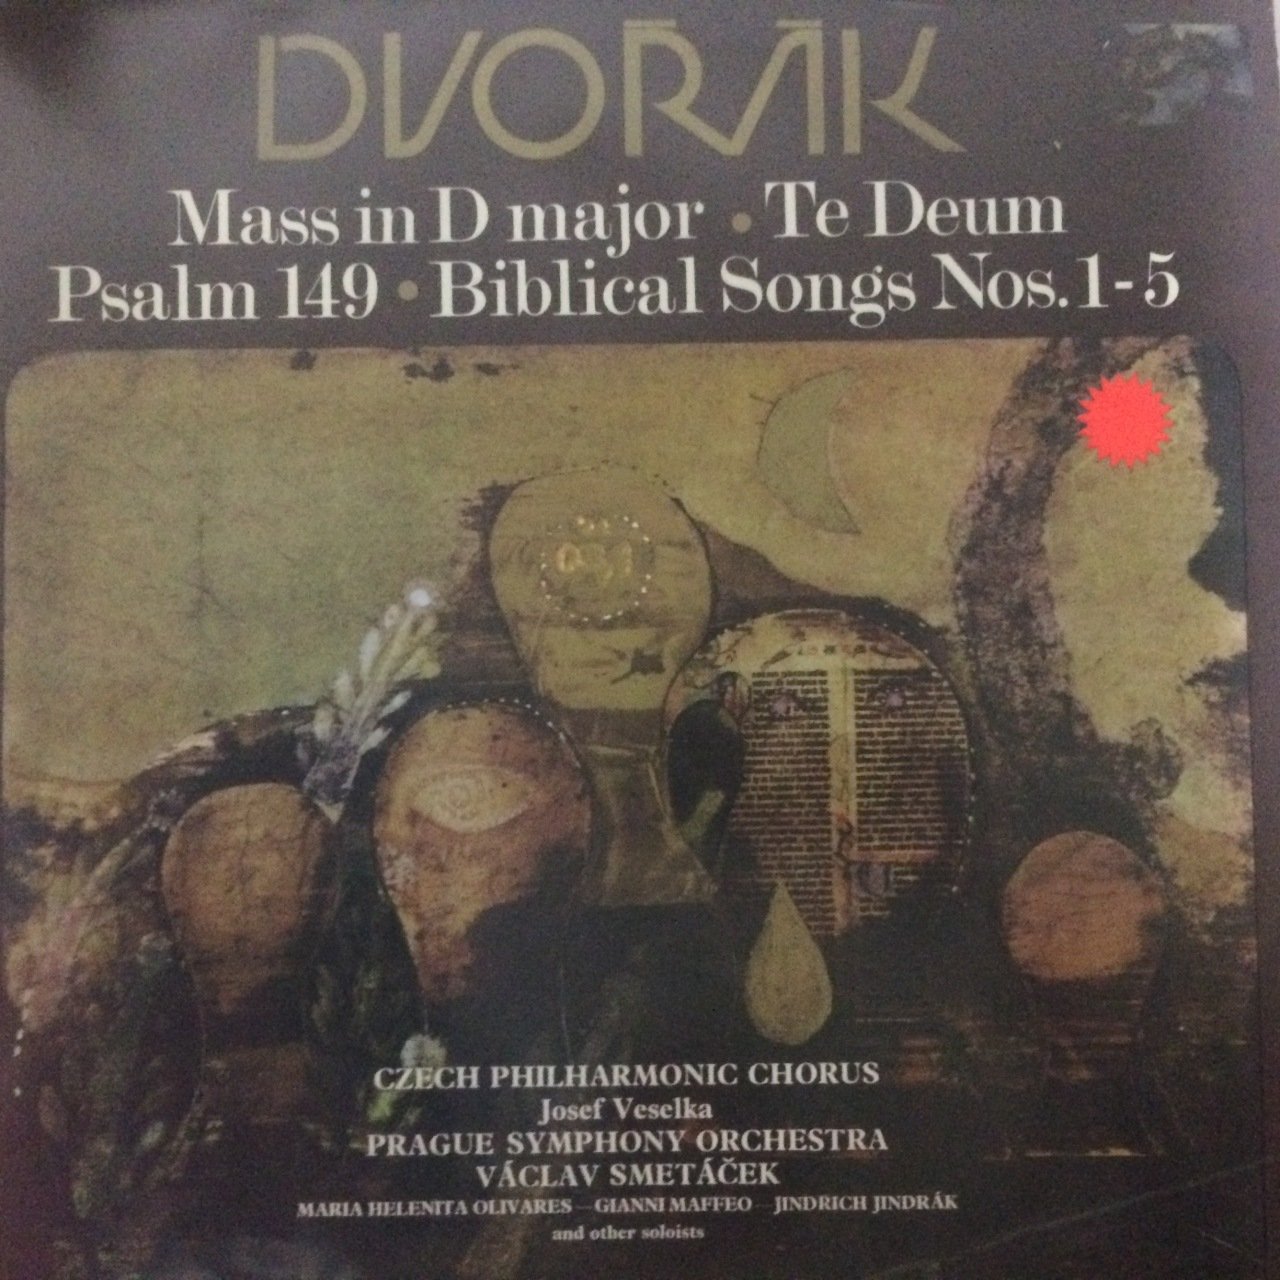 DVOŘÁK
Mass in D major • Te Deum
Psalm 149 • Biblical Songs Nos. 1-5
CZECH PHILHARMONIC CHORUS
Josef Veselka
PRAGUE SYMPHONY ORCHESTRA
VÁCLAV SMETÁČEK
MARIA HELENITA OLIVARES — GIANNI MAFFEO — JINDRICH JINDRÁK
and other soloists